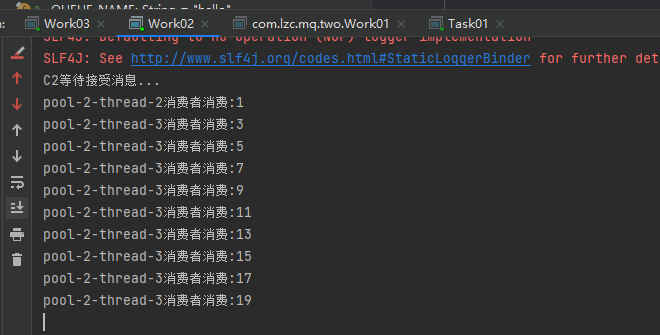 QUEUE_NAME: String = "hello"
n: Work03 × Work02 × com.lzc.mq.two.Work01 × Task01 ×
SLF4J: Defaulting to no-operation (NOP) logger implementation
SLF4J: See http://www.slf4j.org/codes.html#StaticLoggerBinder for further det
C2等待接受消息...
pool-2-thread-2消费者消费:1
pool-2-thread-3消费者消费:3
pool-2-thread-3消费者消费:5
pool-2-thread-3消费者消费:7
pool-2-thread-3消费者消费:9
pool-2-thread-3消费者消费:11
pool-2-thread-3消费者消费:13
pool-2-thread-3消费者消费:15
pool-2-thread-3消费者消费:17
pool-2-thread-3消费者消费:19